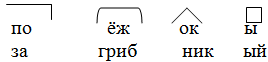 по ёж ок ы
за гриб ник ый